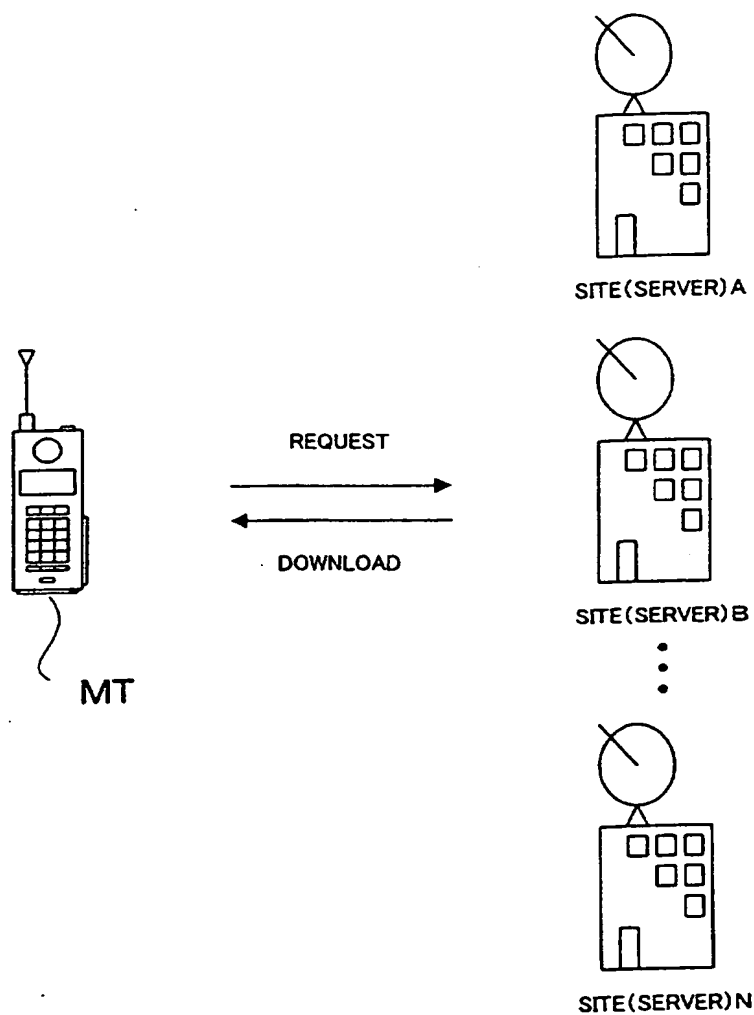 SITE(SERVER)A
REQUEST
DOWNLOAD
SITE(SERVER)B
MT
SITE(SERVER)N